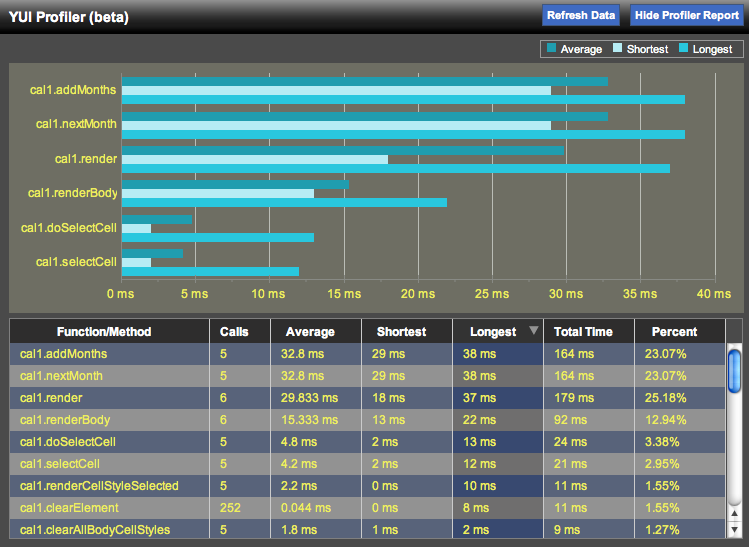 YUI Profiler (beta) Refresh Data Hide Profiler Report
Average Shortest Longest
cal1.addMonths
cal1.nextMonth
cal1.render
cal1.renderBody
cal1.doSelectCell
cal1.selectCell
0 ms 5 ms 10 ms 15 ms 20 ms 25 ms 30 ms 35 ms 40 ms
Function/Method Calls Average Shortest Longest Total Time Percent
cal1.addMonths 5 32.8 ms 29 ms 38 ms 164 ms 23.07%
cal1.nextMonth 5 32.8 ms 29 ms 38 ms 164 ms 23.07%
cal1.render 6 29.833 ms 18 ms 37 ms 179 ms 25.18%
cal1.renderBody 6 15.333 ms 13 ms 22 ms 92 ms 12.94%
cal1.doSelectCell 5 4.8 ms 2 ms 13 ms 24 ms 3.38%
cal1.selectCell 5 4.2 ms 2 ms 12 ms 21 ms 2.95%
cal1.renderCellStyleSelected 5 2.2 ms 0 ms 10 ms 11 ms 1.55%
cal1.clearElement 252 0.044 ms 0 ms 8 ms 11 ms 1.55%
cal1.clearAllBodyCellStyles 5 1.8 ms 1 ms 2 ms 9 ms 1.27%